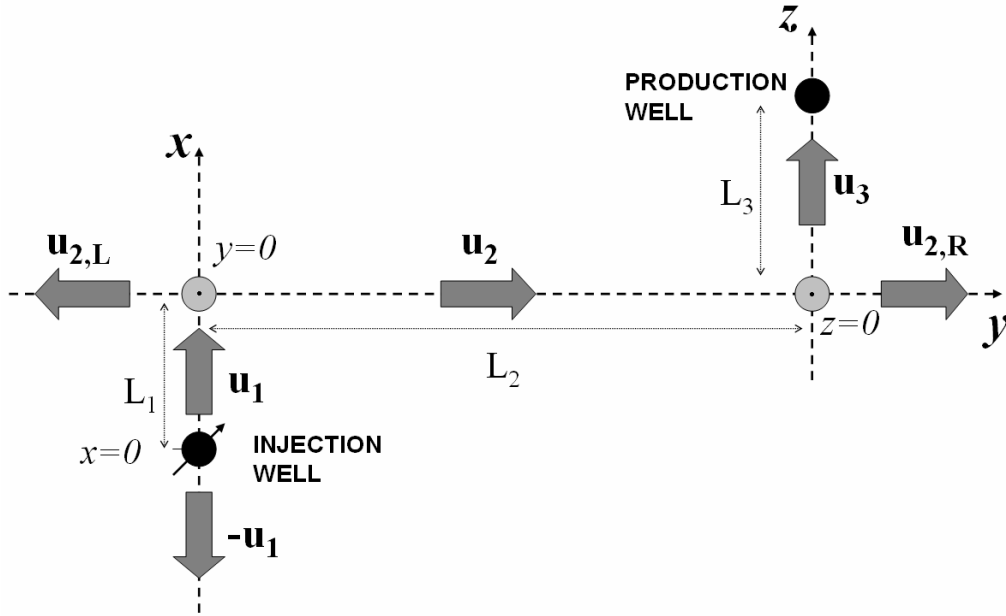 z
PRODUCTION
WELL
x
L3
u3
u2,L
y=0
u2
u2,R
z=0
y
L2
L1
u1
x=0
INJECTION
WELL
-u1